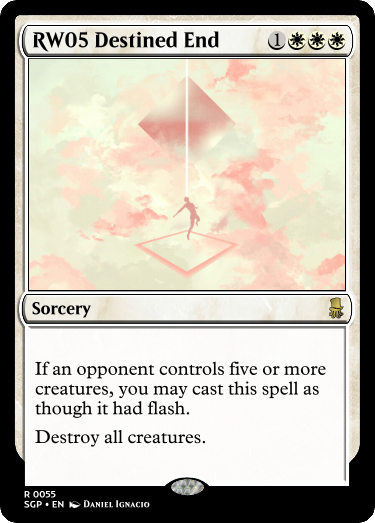 RW05 Destined End 1
Sorcery
If an opponent controls five or more
creatures, you may cast this spell as
though it had flash.
Destroy all creatures.
R 0055
SGP • EN Daniel Ignacio